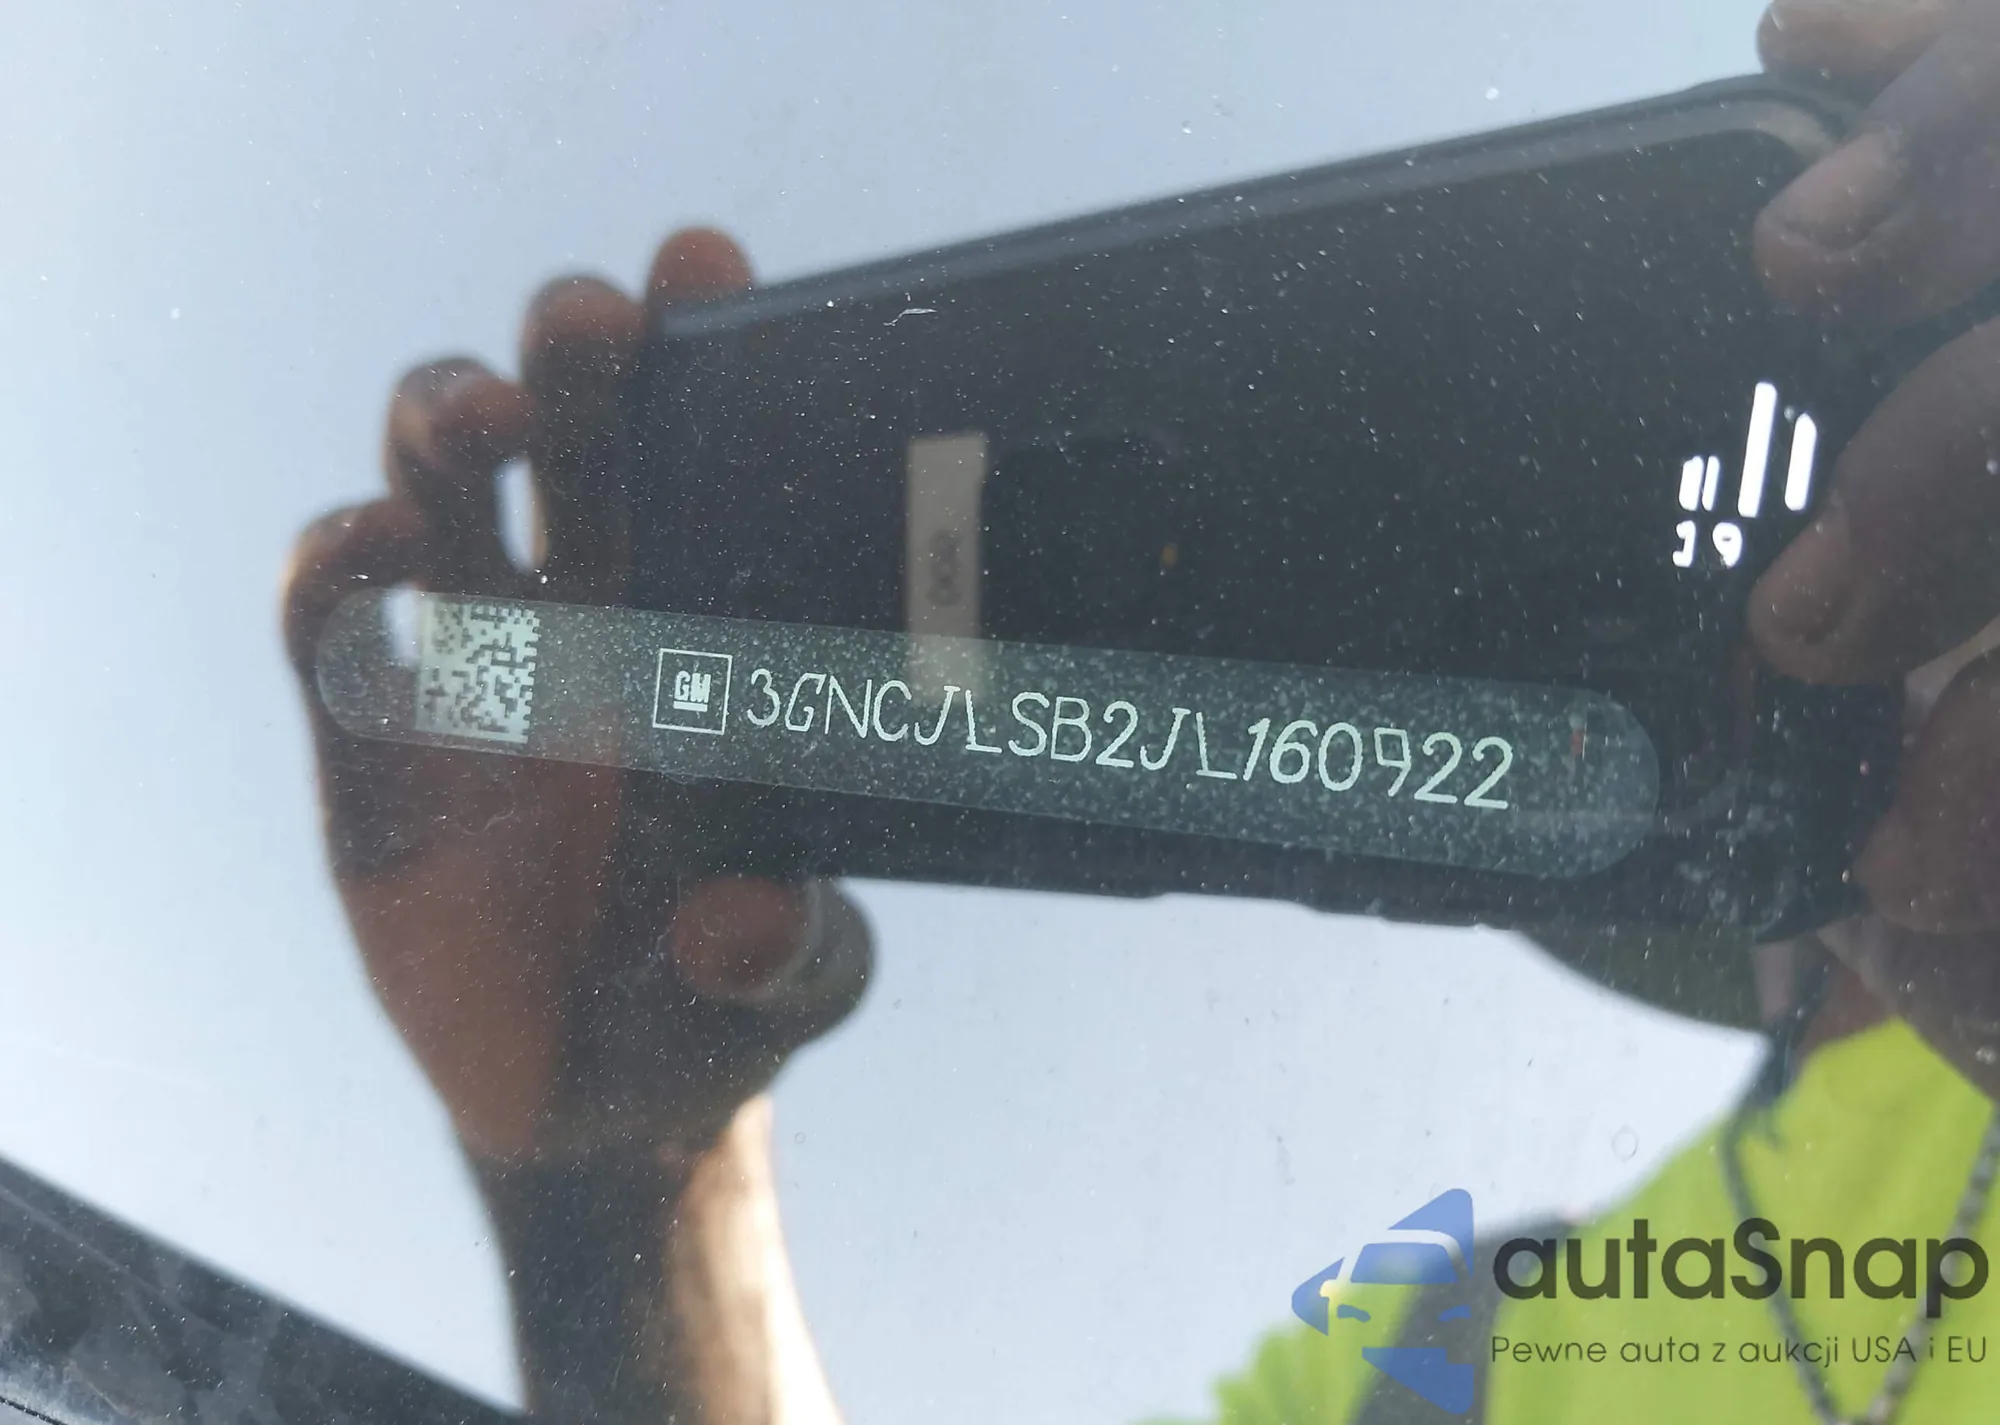 GM 3GNCJLSB2JL160922
autaSnap
Pewne auta z aukcji USA i EU